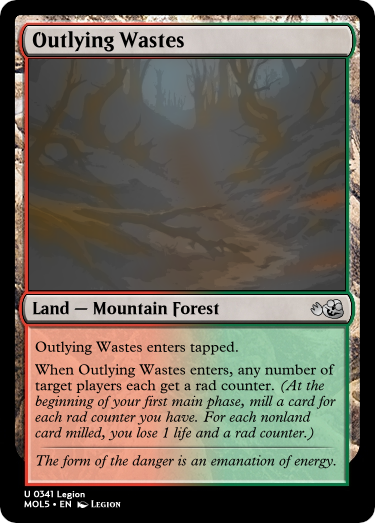 Outlying Wastes
Land — Mountain Forest
Outlying Wastes enters tapped.
When Outlying Wastes enters, any number of
target players each get a rad counter. (At the
beginning of your first main phase, mill a card for
each rad counter you have. For each nonland
card milled, you lose 1 life and a rad counter.)
The form of the danger is an emanation of energy.
U 0341 Legion
MOL5 • EN Legion